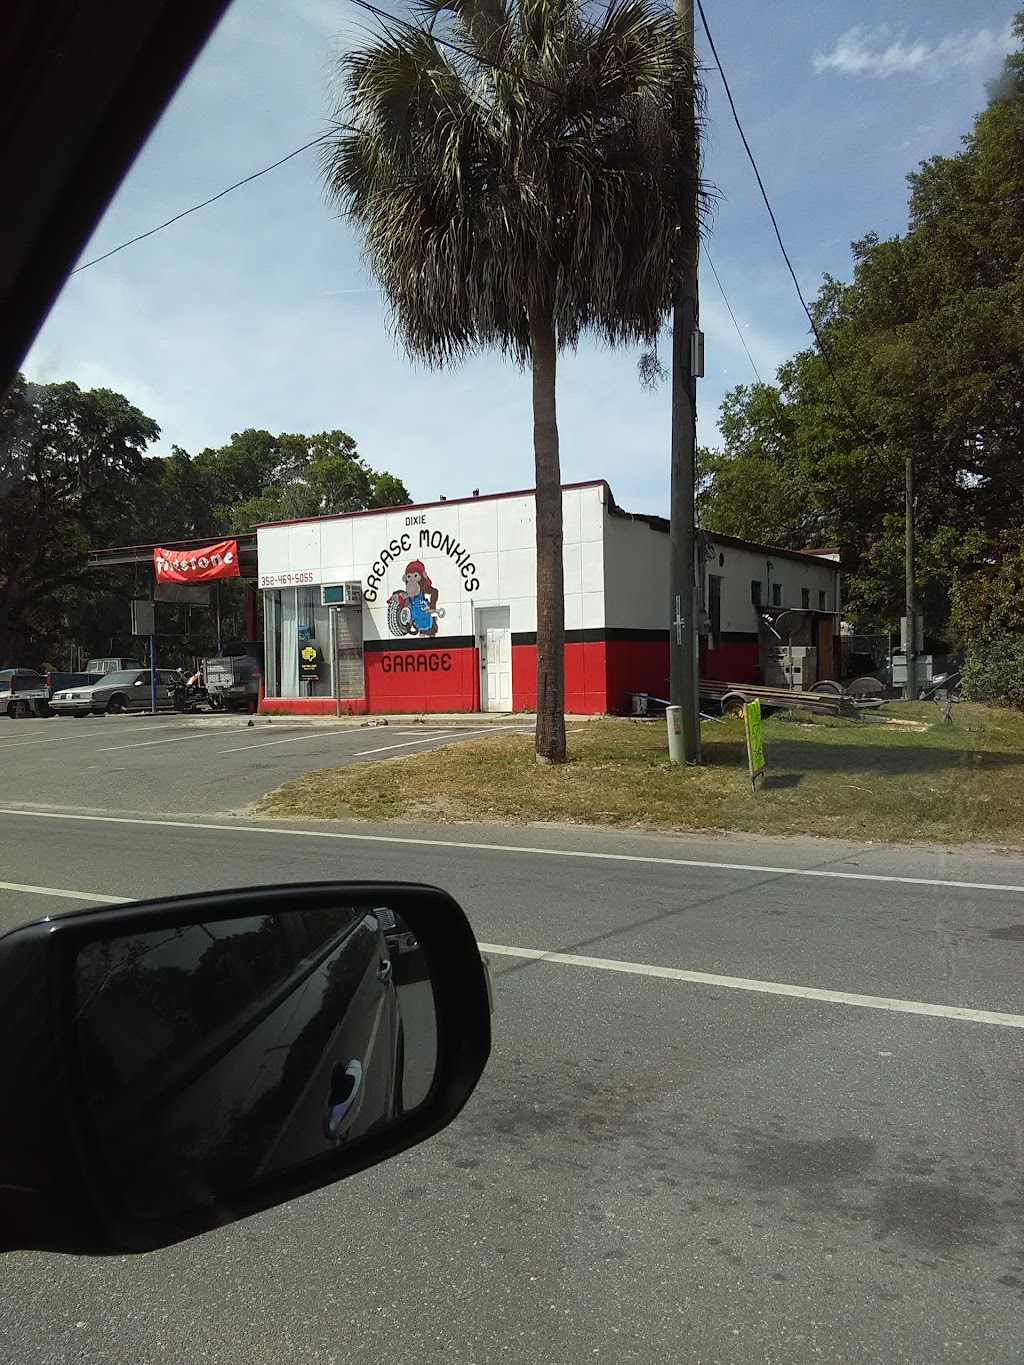 DIXIE
GREASE MONKIES
352-469-5055
Firestone
GARAGE